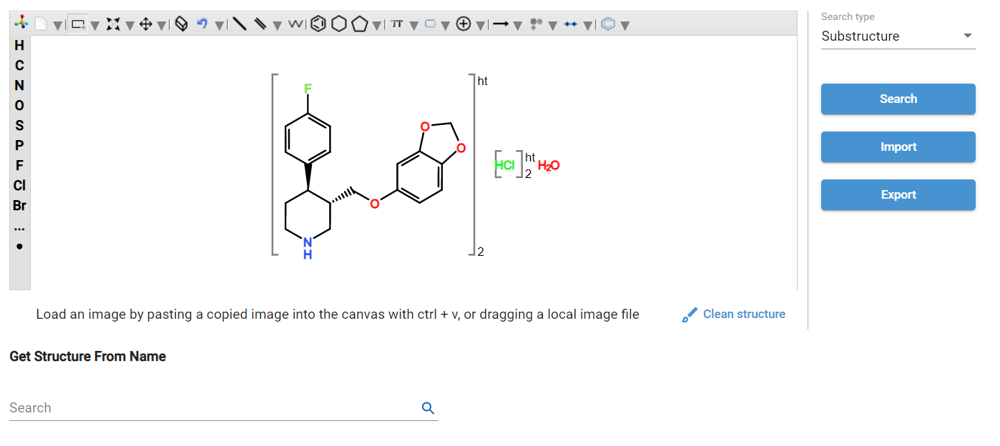 TT
Search type
Substructure
H
C
N
O
S
P
F
Cl
Br
...
F
O
O
O
N
H
ht
2
HCl
ht
2
H₂O
Search
Import
Export
Load an image by pasting a copied image into the canvas with ctrl + v, or dragging a local image file
Clean structure
Get Structure From Name
Search